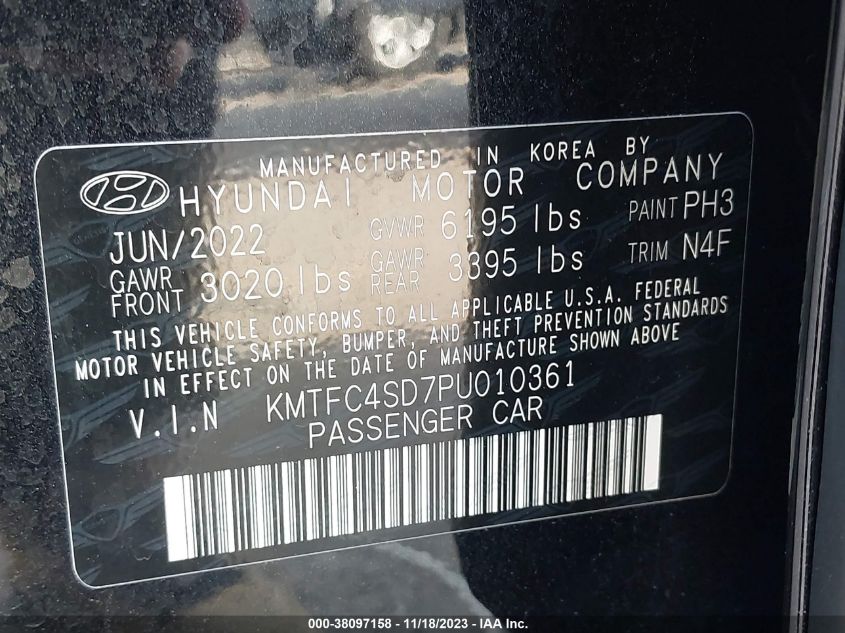 MANUFACTURED IN KOREA BY
HYUNDAI MOTOR COMPANY
JUN/2022 GVWR 6195 lbs PAINT PH3
GAWR FRONT 3020 lbs GAWR REAR 3395 lbs TRIM N4F
THIS VEHICLE CONFORMS TO ALL APPLICABLE U.S.A. FEDERAL
MOTOR VEHICLE SAFETY, BUMPER, AND THEFT PREVENTION STANDARDS
IN EFFECT ON THE DATE OF MANUFACTURE SHOWN ABOVE
V.I.N KMTFC4SD7PU010361
PASSENGER CAR
000-38097158 - 11/18/2023 - IAA Inc.